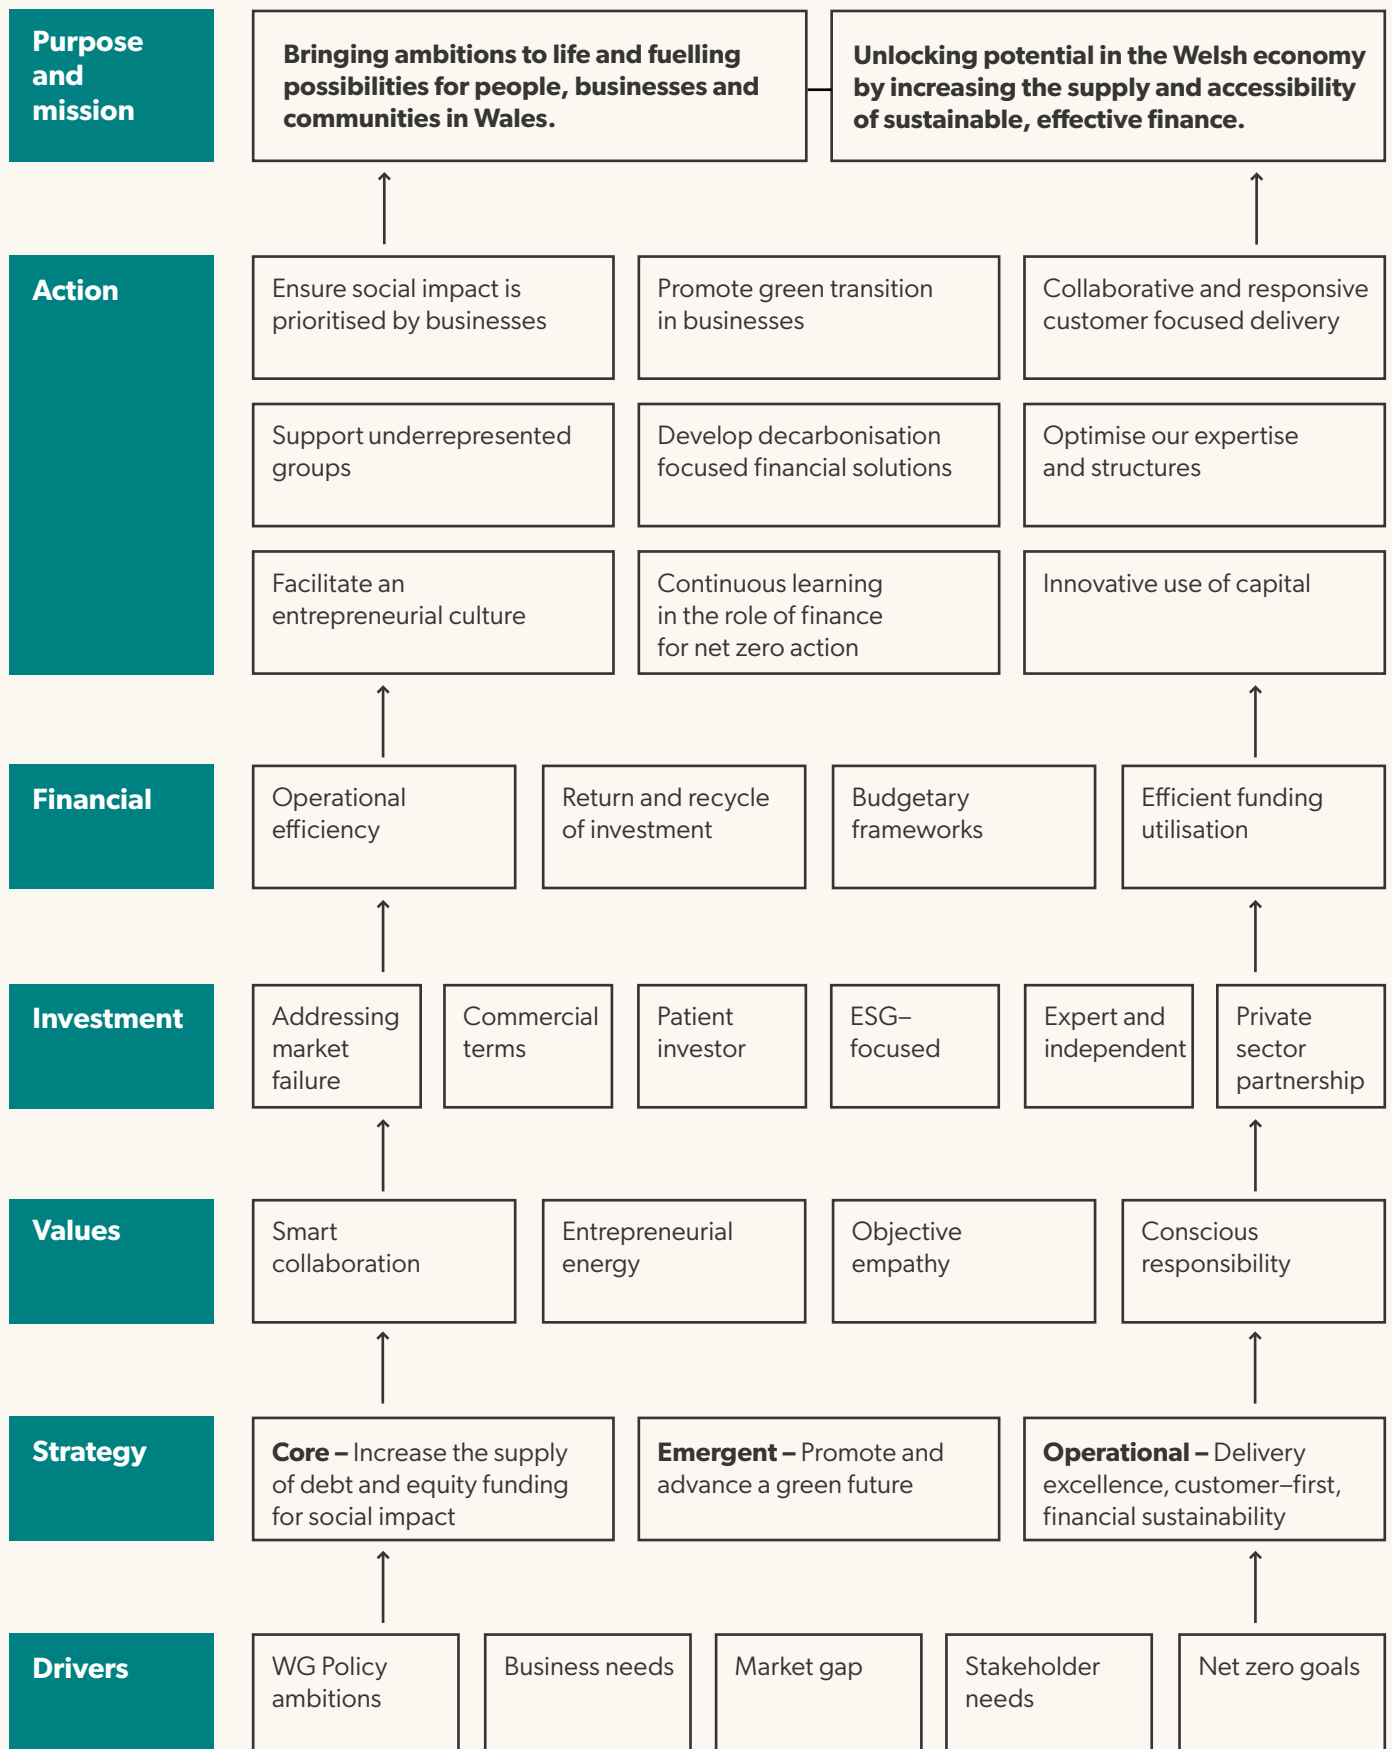 Purpose
and
mission
Bringing ambitions to life and fuelling
possibilities for people, businesses and
communities in Wales.
Unlocking potential in the Welsh economy
by increasing the supply and accessibility
of sustainable, effective finance.
Action
Ensure social impact is
prioritised by businesses
Promote green transition
in businesses
Collaborative and responsive
customer focused delivery
Support underrepresented
groups
Develop decarbonisation
focused financial solutions
Optimise our expertise
and structures
Facilitate an
entrepreneurial culture
Continuous learning
in the role of finance
for net zero action
Innovative use of capital
Financial
Operational
efficiency
Return and recycle
of investment
Budgetary
frameworks
Efficient funding
utilisation
Investment
Addressing
market
failure
Commercial
terms
Patient
investor
ESG–
focused
Expert and
independent
Private
sector
partnership
Values
Smart
collaboration
Entrepreneurial
energy
Objective
empathy
Conscious
responsibility
Strategy
Core – Increase the supply
of debt and equity funding
for social impact
Emergent – Promote and
advance a green future
Operational – Delivery
excellence, customer–first,
financial sustainability
Drivers
WG Policy
ambitions
Business needs
Market gap
Stakeholder
needs
Net zero goals